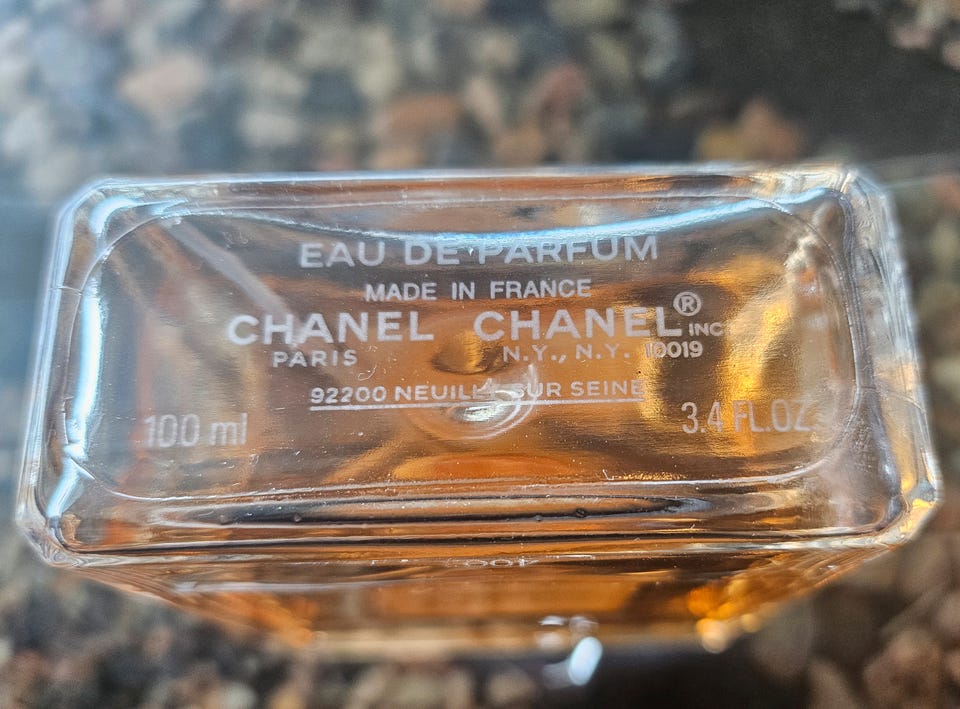 EAU DE PARFUM
MADE IN FRANCE
CHANEL CHANEL® INC
PARIS N.Y., N.Y. 10019
92200 NEUILLY SUR SEINE
100 ml 3.4 FL.OZ